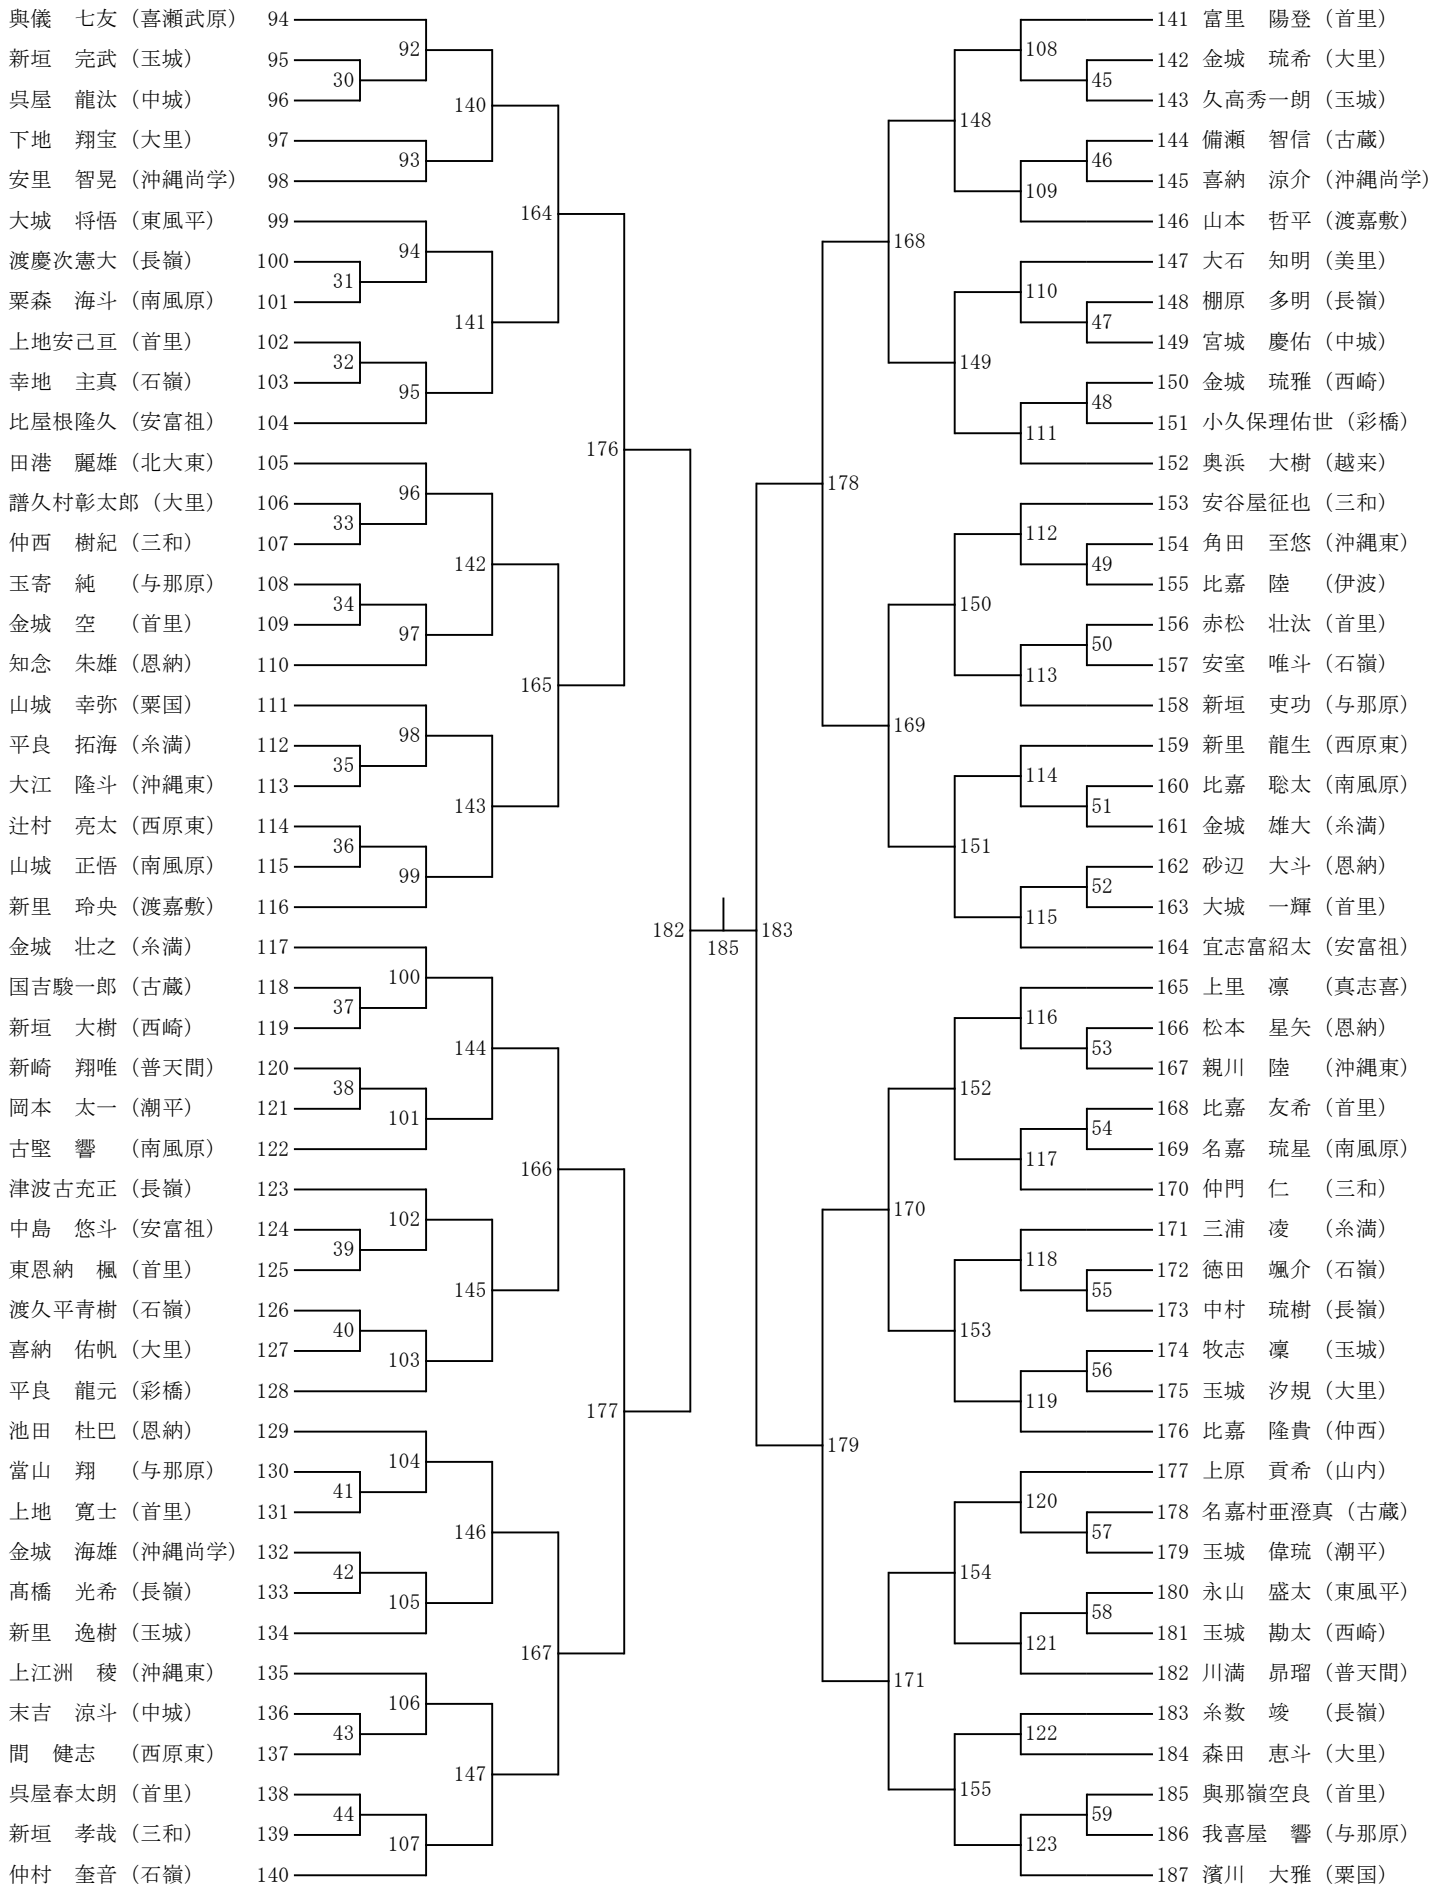 與儀　七友（喜瀬武原）　94
新垣　完武（玉城）　95
呉屋　龍汰（中城）　96
下地　翔宝（大里）　97
安里　智晃（沖縄尚学）　98
大城　将悟（東風平）　99
渡慶次憲大（長嶺）　100
栗森　海斗（南風原）　101
上地安己亘（首里）　102
幸地　主真（石嶺）　103
比屋根隆久（安富祖）　104
田港　麗雄（北大東）　105
譜久村彰太郎（大里）　106
仲西　樹紀（三和）　107
玉寄　純　（与那原）　108
金城　空　（首里）　109
知念　朱雄（恩納）　110
山城　幸弥（粟国）　111
平良　拓海（糸満）　112
大江　隆斗（沖縄東）　113
辻村　亮太（西原東）　114
山城　正悟（南風原）　115
新里　玲央（渡嘉敷）　116
金城　壮之（糸満）　117
国吉駿一郎（古蔵）　118
新垣　大樹（西崎）　119
新崎　翔唯（普天間）　120
岡本　太一（潮平）　121
古堅　響　（南風原）　122
津波古充正（長嶺）　123
中島　悠斗（安富祖）　124
東恩納　楓（首里）　125
渡久平青樹（石嶺）　126
喜納　佑帆（大里）　127
平良　龍元（彩橋）　128
池田　杜巴（恩納）　129
當山　翔　（与那原）　130
上地　寛士（首里）　131
金城　海雄（沖縄尚学）　132
髙橋　光希（長嶺）　133
新里　逸樹（玉城）　134
上江洲　稜（沖縄東）　135
末吉　涼斗（中城）　136
間　健志　（西原東）　137
呉屋春太朗（首里）　138
新垣　孝哉（三和）　139
仲村　奎音（石嶺）　140
30
31
32
33
34
35
36
37
38
39
40
41
42
43
44
92
93
94
95
96
97
98
99
100
101
102
103
104
105
106
107
140
141
142
143
144
145
146
147
164
165
166
167
176
177
182
185
183
178
179
168
169
170
171
148
149
150
151
152
153
154
155
108
109
110
111
112
113
114
115
116
117
118
119
120
121
122
123
45
46
47
48
49
50
51
52
53
54
55
56
57
58
59
141 富里　陽登（首里）
142 金城　琉希（大里）
143 久高秀一朗（玉城）
144 備瀬　智信（古蔵）
145 喜納　涼介（沖縄尚学）
146 山本　哲平（渡嘉敷）
147 大石　知明（美里）
148 棚原　多明（長嶺）
149 宮城　慶佑（中城）
150 金城　琉雅（西崎）
151 小久保理佑世（彩橋）
152 奥浜　大樹（越来）
153 安谷屋征也（三和）
154 角田　至悠（沖縄東）
155 比嘉　陸　（伊波）
156 赤松　壮汰（首里）
157 安室　唯斗（石嶺）
158 新垣　吏功（与那原）
159 新里　龍生（西原東）
160 比嘉　聡太（南風原）
161 金城　雄大（糸満）
162 砂辺　大斗（恩納）
163 大城　一輝（首里）
164 宜志富紹太（安富祖）
165 上里　凛　（真志喜）
166 松本　星矢（恩納）
167 親川　陸　（沖縄東）
168 比嘉　友希（首里）
169 名嘉　琉星（南風原）
170 仲門　仁　（三和）
171 三浦　凌　（糸満）
172 徳田　颯介（石嶺）
173 中村　琉樹（長嶺）
174 牧志　凜　（玉城）
175 玉城　汐規（大里）
176 比嘉　隆貴（仲西）
177 上原　貢希（山内）
178 名嘉村亜澄真（古蔵）
179 玉城　偉琉（潮平）
180 永山　盛太（東風平）
181 玉城　勘太（西崎）
182 川満　昴瑠（普天間）
183 糸数　竣　（長嶺）
184 森田　恵斗（大里）
185 與那嶺空良（首里）
186 我喜屋　響（与那原）
187 濱川　大雅（粟国）